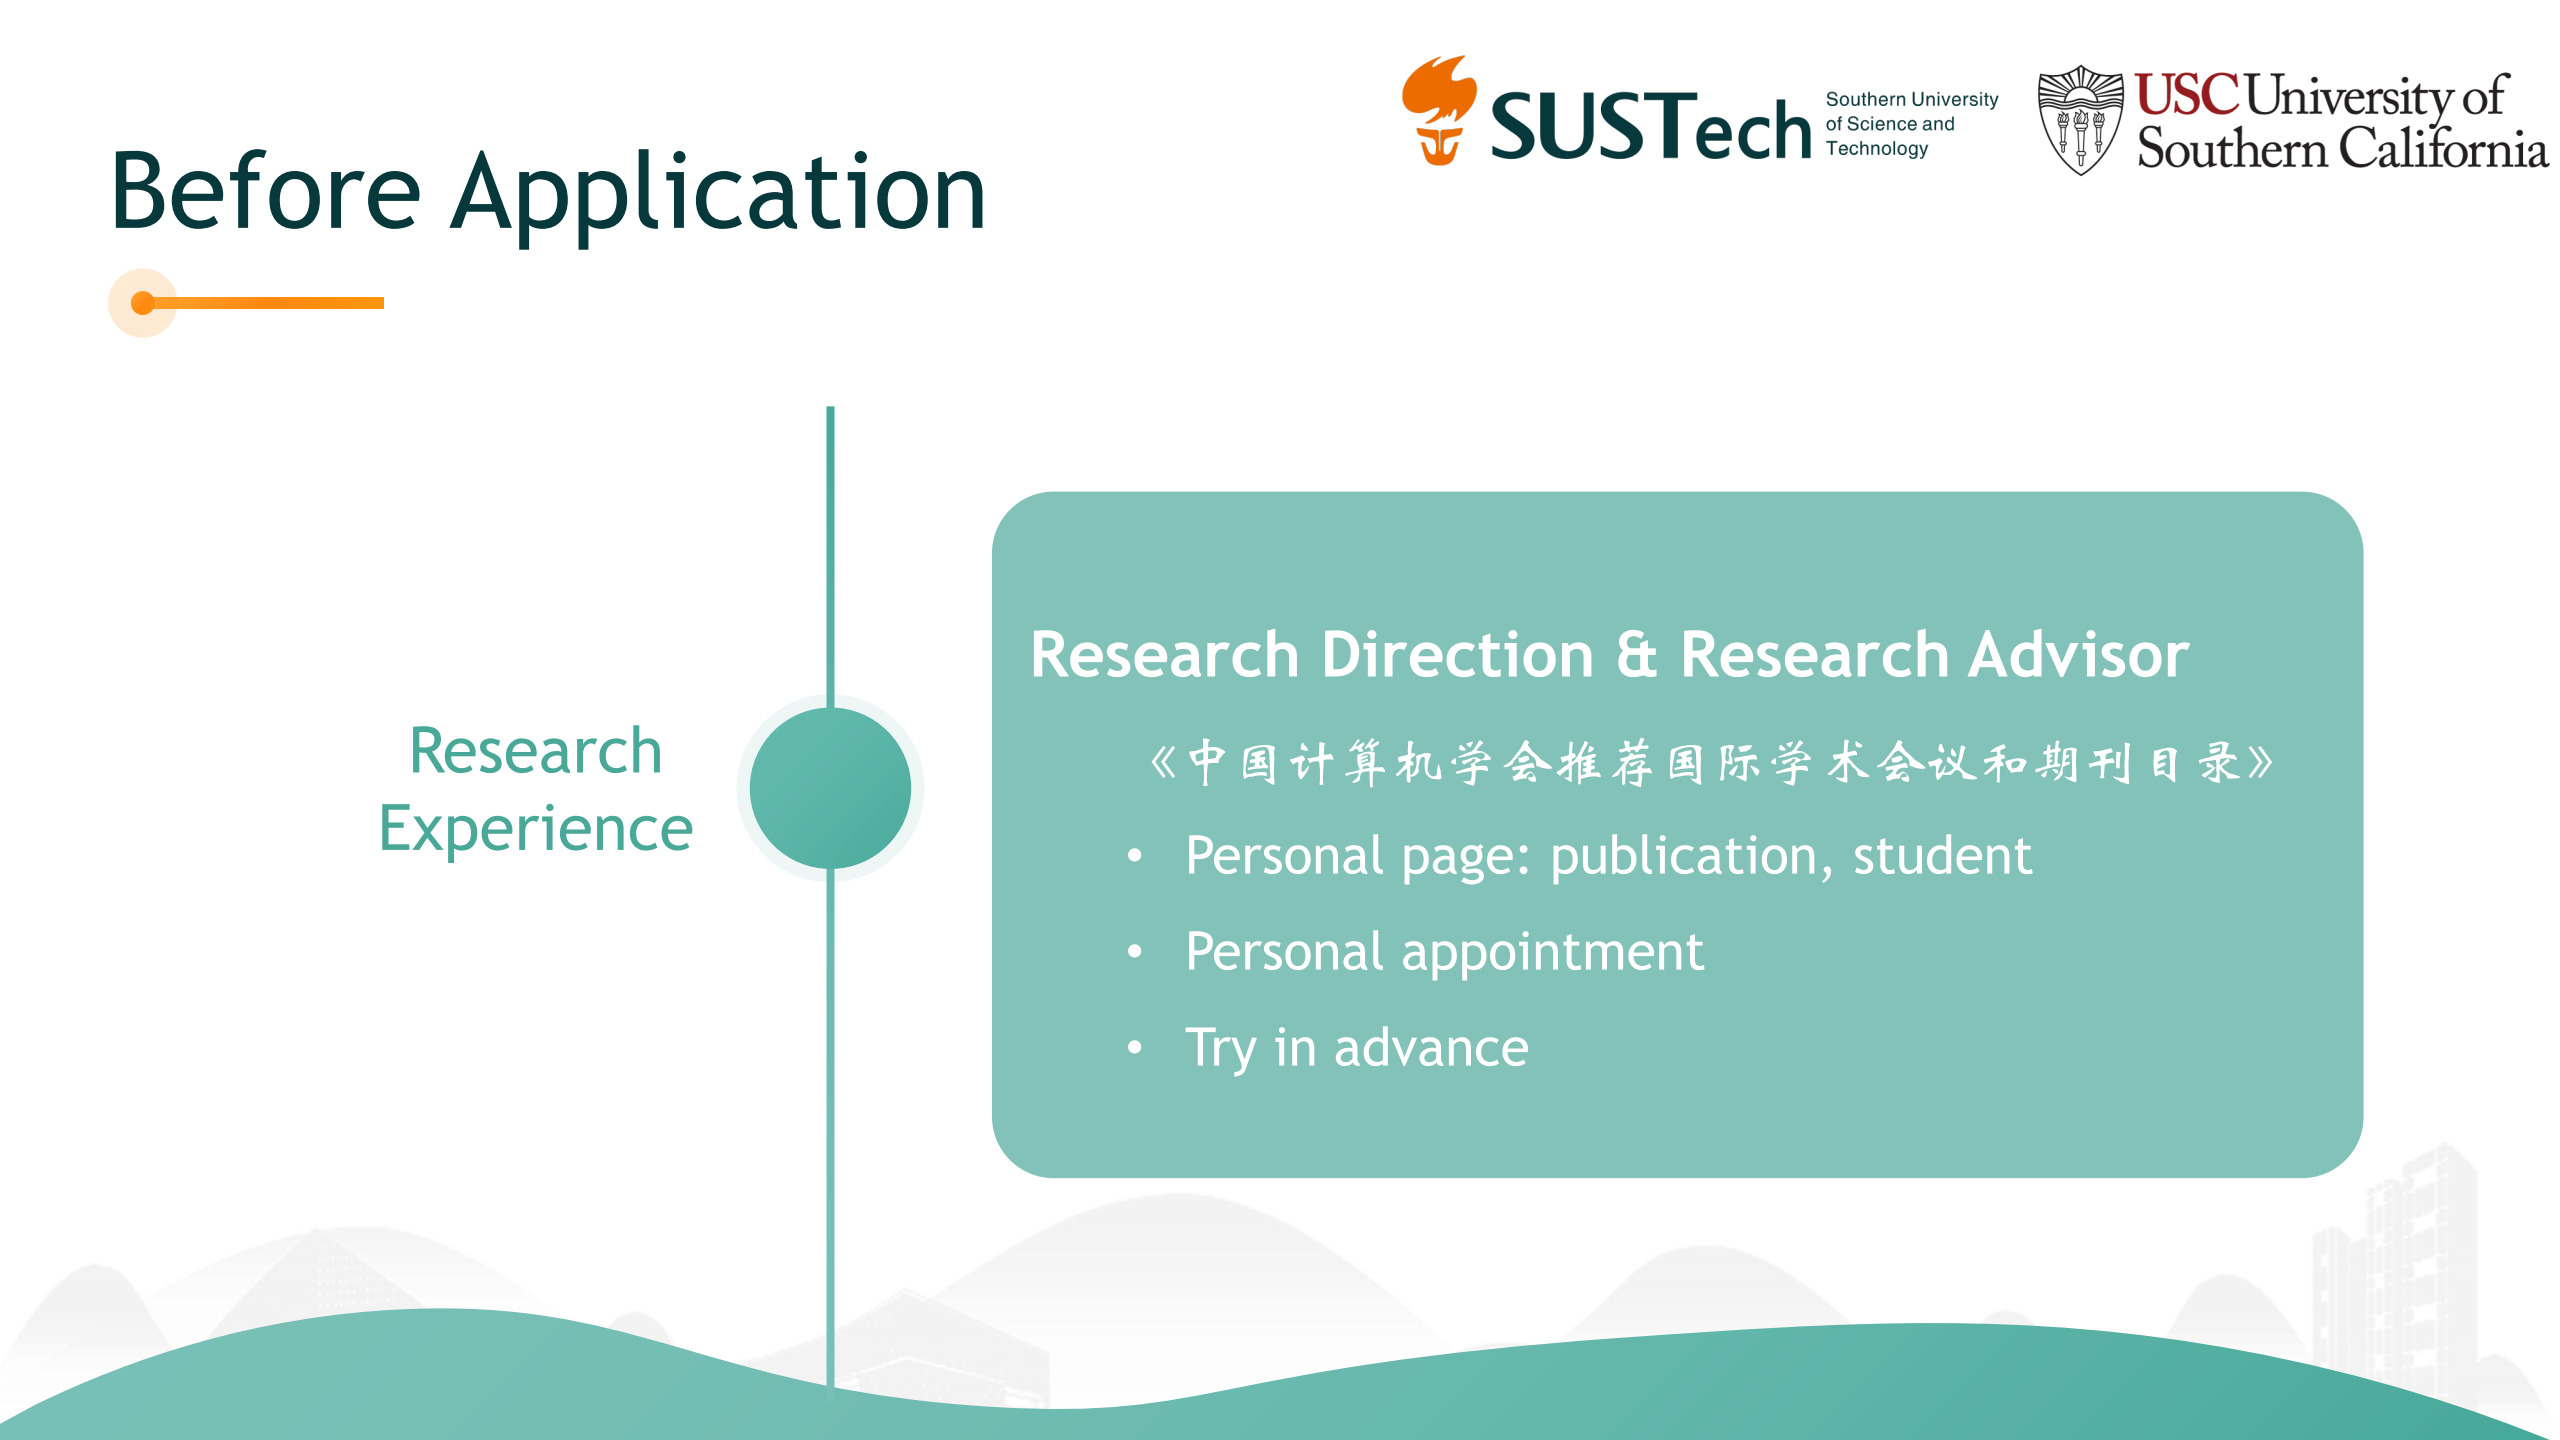 SUSTech
Southern University
of Science and
Technology
USC University of
Southern California
Before Application
Research
Experience
Research Direction & Research Advisor
《中国计算机学会推荐国际学术会议和期刊目录》
• Personal page: publication, student
• Personal appointment
• Try in advance